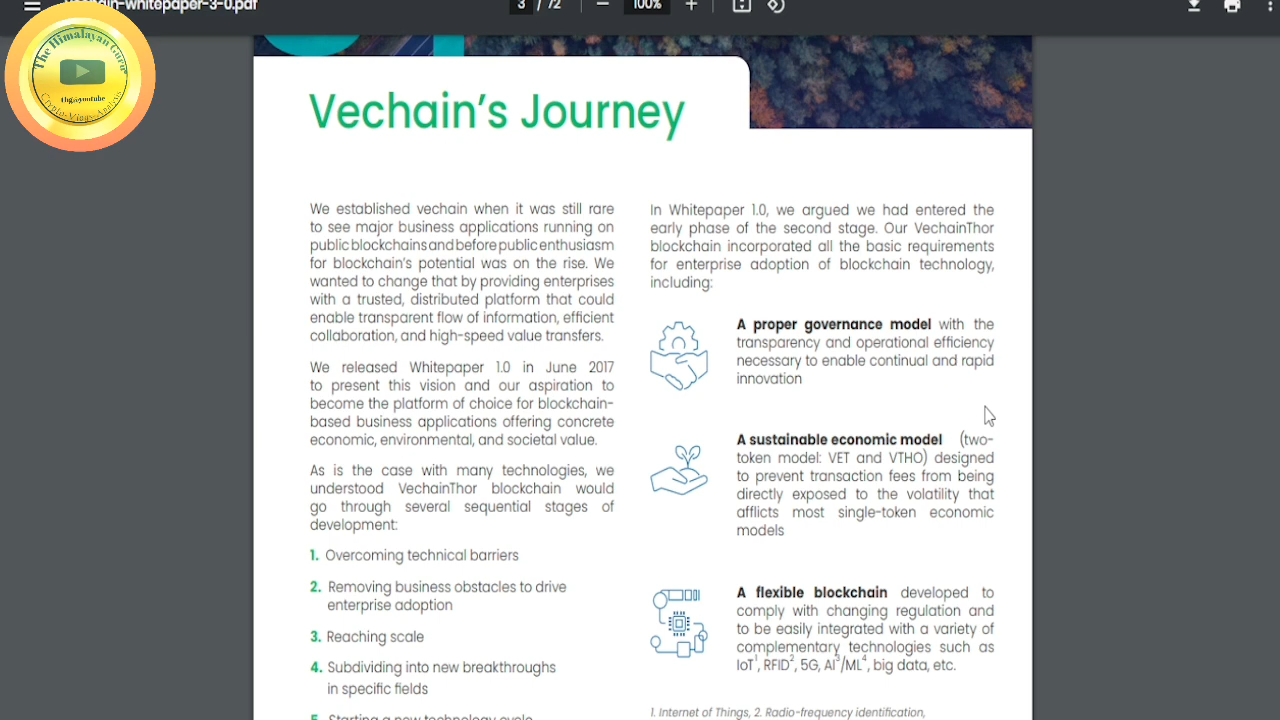 vechain-whitepaper-3-0.pdf
3 / 72
100%
The Himalayan Guru
Thg@youtube
Vechain's Journey
We established vechain when it was still rare
to see major business applications running on
public blockchains and before public enthusiasm
for blockchain's potential was on the rise. We
wanted to change that by providing enterprises
with a trusted, distributed platform that could
enable transparent flow of information, efficient
collaboration, and high-speed value transfers.
We released Whitepaper 1.0 in June 2017
to present this vision and our aspiration to
become the platform of choice for blockchain-
based business applications offering concrete
economic, environmental, and societal value.
As is the case with many technologies, we
understood VechainThor blockchain would
go through several sequential stages of
development:
1. Overcoming technical barriers
2. Removing business obstacles to drive
enterprise adoption
3. Reaching scale
4. Subdividing into new breakthroughs
in specific fields
5. Starting a new technology cycle
In Whitepaper 1.0, we argued we had entered the
early phase of the second stage. Our VechainThor
blockchain incorporated all the basic requirements
for enterprise adoption of blockchain technology,
including:
A proper governance model with the
transparency and operational efficiency
necessary to enable continual and rapid
innovation
A sustainable economic model (two-
token model: VET and VTHO) designed
to prevent transaction fees from being
directly exposed to the volatility that
afflicts most single-token economic
models
A flexible blockchain developed to
comply with changing regulation and
to be easily integrated with a variety of
complementary technologies such as
IoT1, RFID2, 5G, AI3/ML4, big data, etc.
1. Internet of Things, 2. Radio-frequency identification,